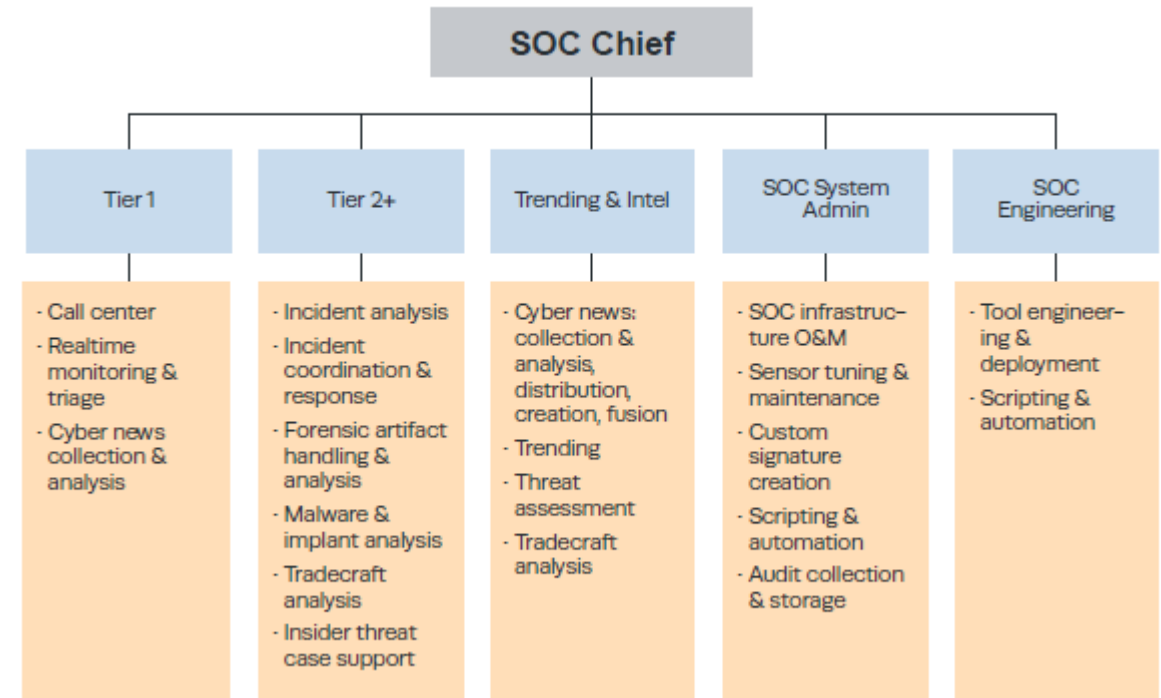 SOC Chief
Tier 1
Tier 2+
Trending & Intel
SOC System
Admin
SOC
Engineering
· Call center
· Realtime
monitoring &
triage
· Cyber news
collection &
analysis
· Incident analysis
· Incident
coordination &
response
· Forensic artifact
handling &
analysis
· Malware &
implant analysis
· Tradecraft
analysis
· Insider threat
case support
· Cyber news:
collection &
analysis,
distribution,
creation, fusion
· Trending
· Threat
assessment
· Tradecraft
analysis
· SOC infrastruc-
ture O&M
· Sensor tuning &
maintenance
· Custom
signature
creation
· Scripting &
automation
· Audit collection
& storage
· Tool engineer-
ing &
deployment
· Scripting &
automation